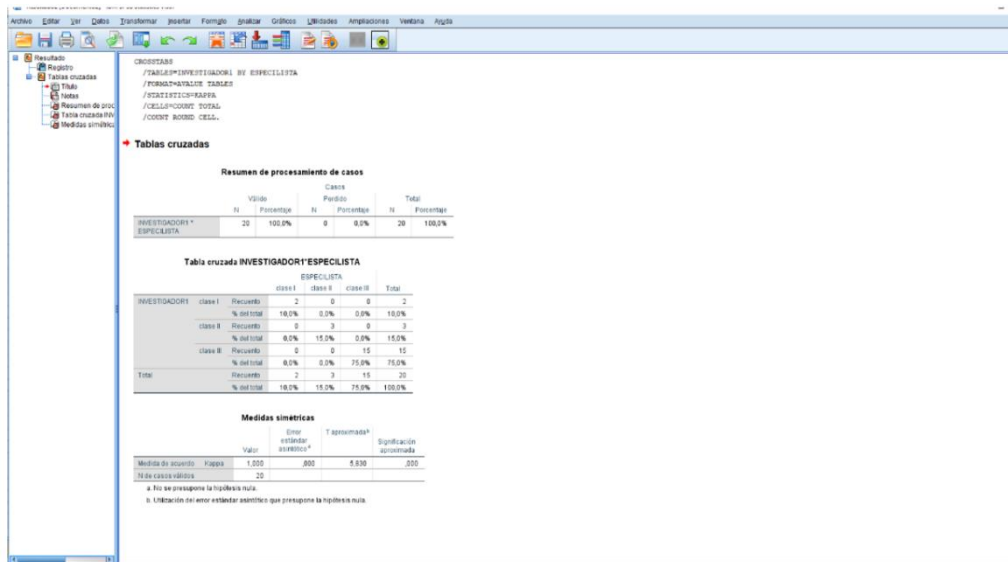 Archivo Editar Ver Datos Transformar Insertar Formato Analizar Gráficos Utilidades Ampliaciones Ventana Ayuda
Resultado
Registro
Tablas cruzadas
Título
Notas
Resumen de proc
Tabla cruzada INV
Medidas simétrica
CROSSTABS
/TABLES=INVESTIGADOR1 BY ESPECILISTA
/FORMAT=AVALUE TABLES
/STATISTICS=KAPPA
/CELLS=COUNT TOTAL
/COUNT ROUND CELL.
Tablas cruzadas
Resumen de procesamiento de casos
Casos
Válido Perdido Total
N Porcentaje N Porcentaje N Porcentaje
INVESTIGADOR1 * 20 100,0% 0 0,0% 20 100,0%
ESPECILISTA
Tabla cruzada INVESTIGADOR1*ESPECILISTA
ESPECILISTA
clase I clase II clase III Total
INVESTIGADOR1 clase I Recuento 2 0 0 2
% del total 10,0% 0,0% 0,0% 10,0%
clase II Recuento 0 3 0 3
% del total 0,0% 15,0% 0,0% 15,0%
clase III Recuento 0 0 15 15
% del total 0,0% 0,0% 75,0% 75,0%
Total Recuento 2 3 15 20
% del total 10,0% 15,0% 75,0% 100,0%
Medidas simétricas
Valor Error estándar asintótico a T aproximada b Significación aproximada
Medida de acuerdo Kappa 1,000 ,000 5,930 ,000
N de casos válidos 20
a. No se presupone la hipótesis nula.
b. Utilización del error estándar asintótico que presupone la hipótesis nula.